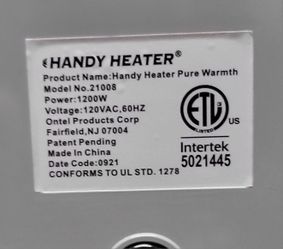 HANDY HEATER®
Product Name:Handy Heater Pure Warmth
Model No.21008
Power:1200W
Voltage:120VAC,60HZ
Ontel Products Corp
Fairfield,NJ 07004
Patent Pending
Made In China
Date Code:0921
CONFORMS TO UL STD. 1278
ETL
LISTED
US
Intertek
5021445